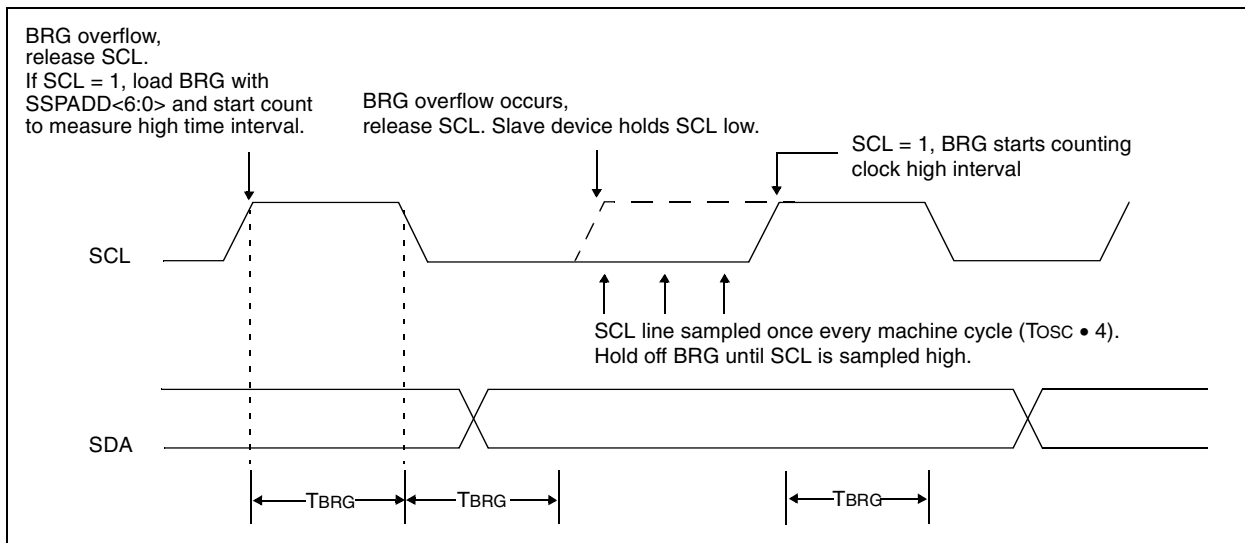 BRG overflow,
release SCL.
If SCL = 1, load BRG with
SSPADD<6:0> and start count
to measure high time interval.
BRG overflow occurs,
release SCL. Slave device holds SCL low.
SCL = 1, BRG starts counting
clock high interval
SCL
SCL line sampled once every machine cycle (TOSC • 4).
Hold off BRG until SCL is sampled high.
SDA
TBRG
TBRG
TBRG